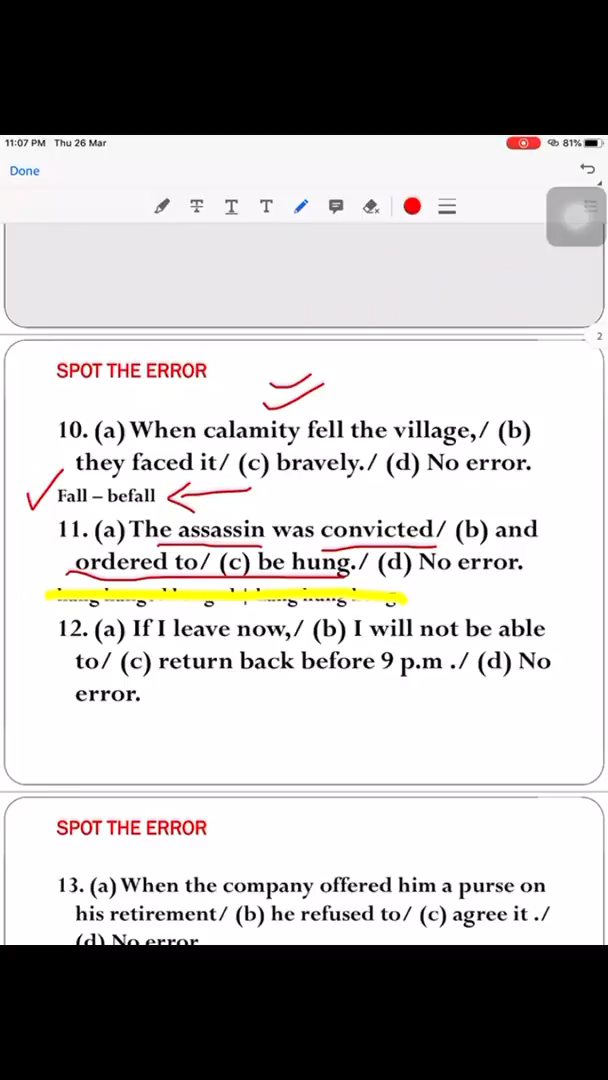 11:07 PM Thu 26 Mar
81%
Done
2
SPOT THE ERROR
10. (a) When calamity fell the village,/ (b)
they faced it/ (c) bravely./ (d) No error.
Fall – befall
11. (a) The assassin was convicted/ (b) and
ordered to/ (c) be hung./ (d) No error.
12. (a) If I leave now,/ (b) I will not be able
to/ (c) return back before 9 p.m ./ (d) No
error.
SPOT THE ERROR
13. (a) When the company offered him a purse on
his retirement/ (b) he refused to/ (c) agree it ./
(d) No error